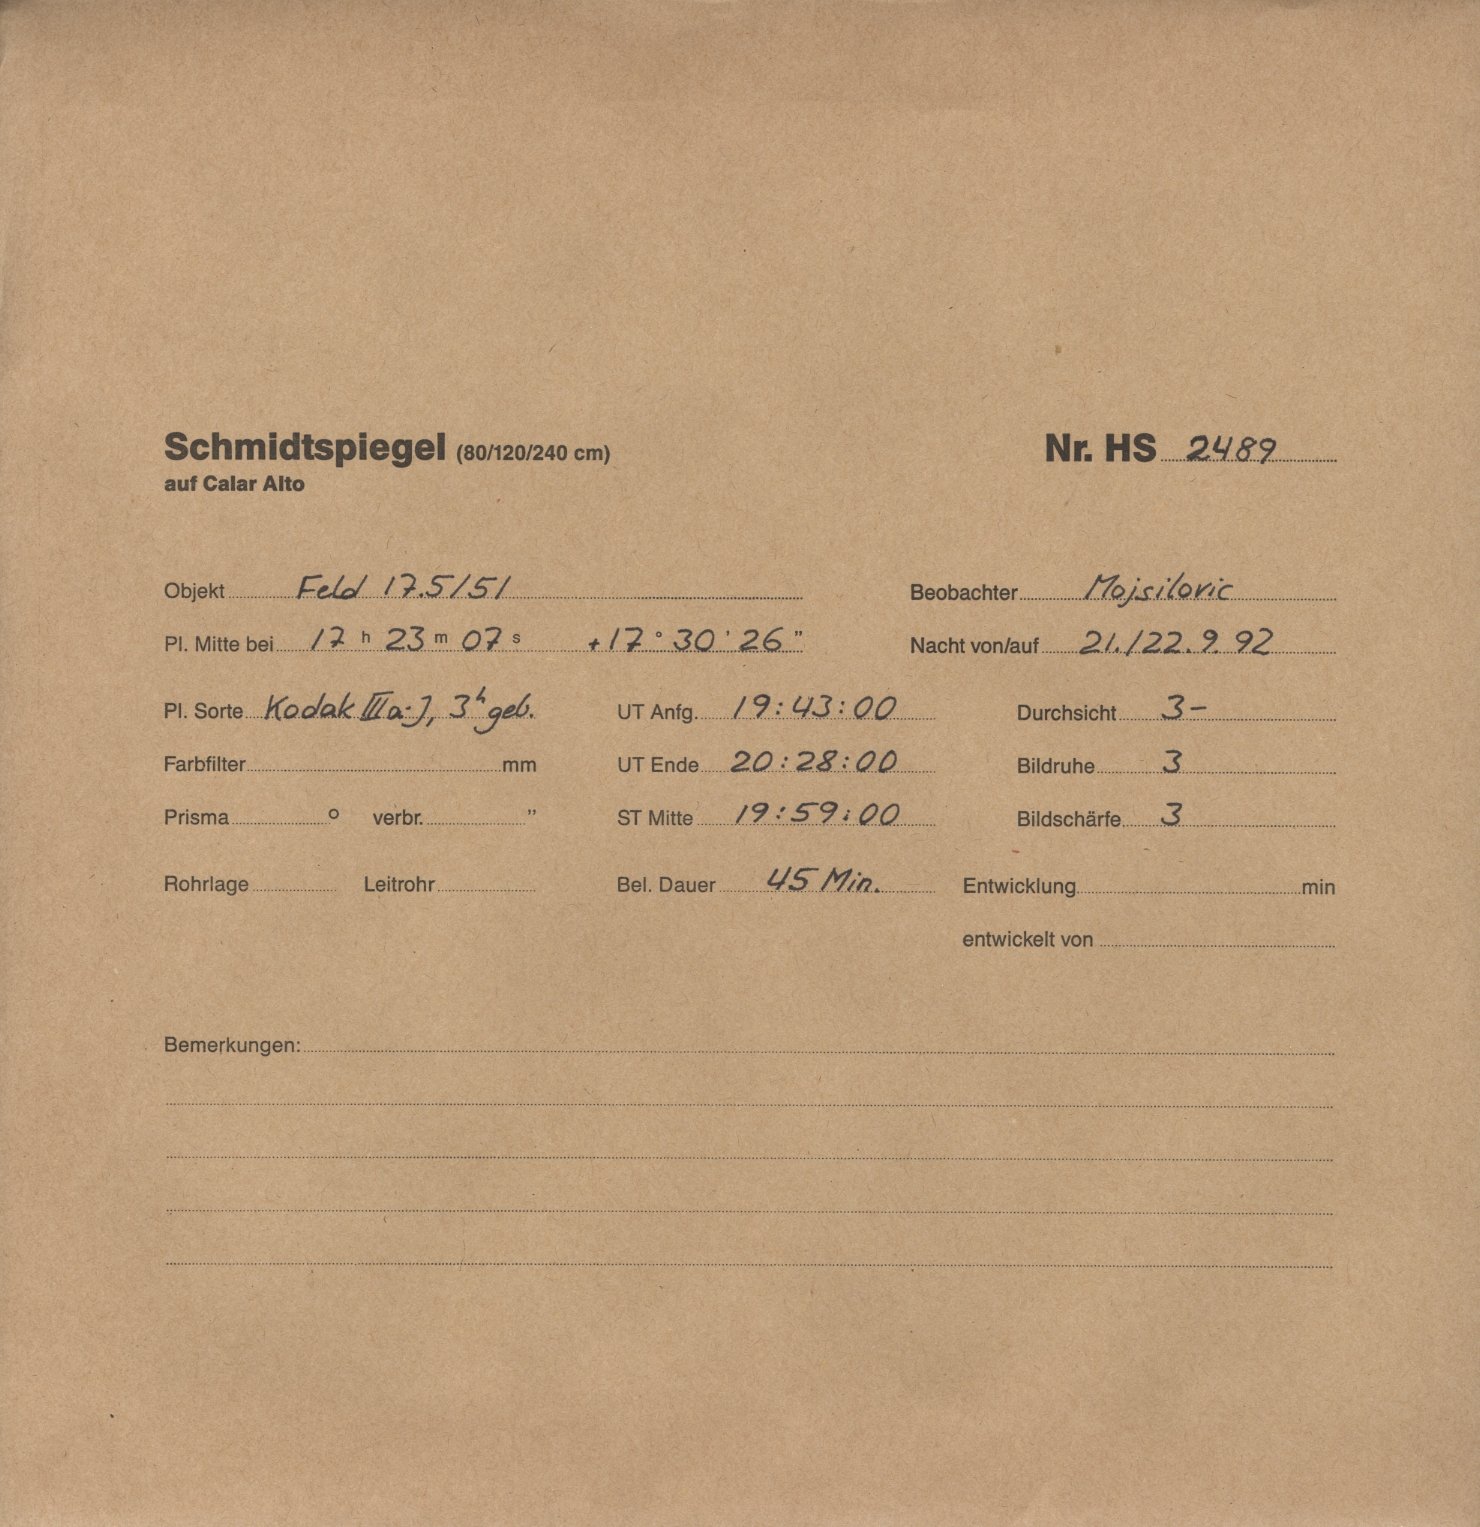 Schmidtspiegel (80/120/240 cm) Nr. HS 2489
auf Calar Alto
Objekt Feld 17.5/51 Beobachter Mojsilovic
Pl. Mitte bei 17 h 23 m 07 s +17 ° 30 ' 26 " Nacht von/auf 21./22.9.92
Pl. Sorte Kodak IIIa-J, 3h geb. UT Anfg. 19:43:00 Durchsicht 3-
Farbfilter mm UT Ende 20:28:00 Bildruhe 3
Prisma ° verbr. " ST Mitte 19:59:00 Bildschärfe 3
Rohrlage Leitrohr Bel. Dauer 45 Min. Entwicklung min
entwickelt von
Bemerkungen: